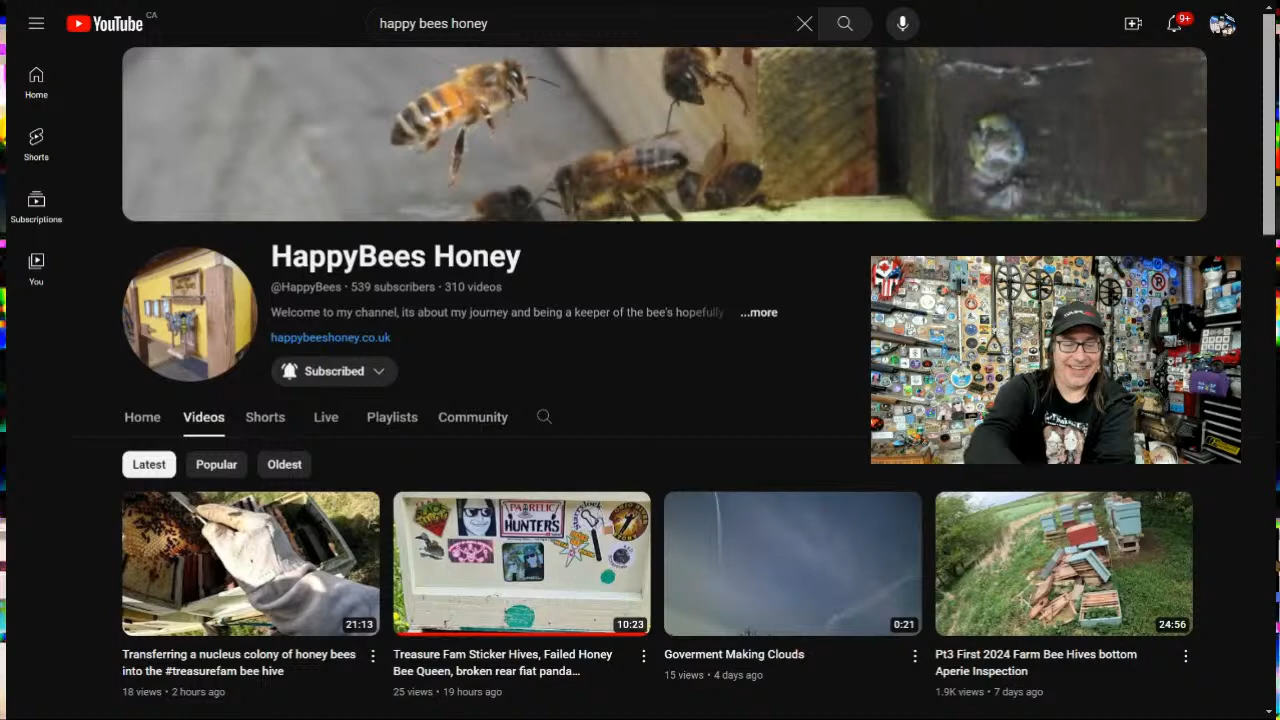 YouTube CA
happy bees honey
9+
Home
Shorts
Subscriptions
You
HappyBees Honey
@HappyBees • 539 subscribers • 310 videos
Welcome to my channel, its about my journey and being a keeper of the bee's hopefully ...more
happybeeshoney.co.uk
Subscribed
Home Videos Shorts Live Playlists Community
Latest Popular Oldest
PA RELIC
HUNTERS
21:13
10:23
0:21
24:56
Transferring a nucleus colony of honey bees
into the #treasurefam bee hive
18 views • 2 hours ago
Treasure Fam Sticker Hives, Failed Honey
Bee Queen, broken rear fiat panda...
25 views • 19 hours ago
Goverment Making Clouds
15 views • 4 days ago
Pt3 First 2024 Farm Bee Hives bottom
Aperie Inspection
1.9K views • 7 days ago